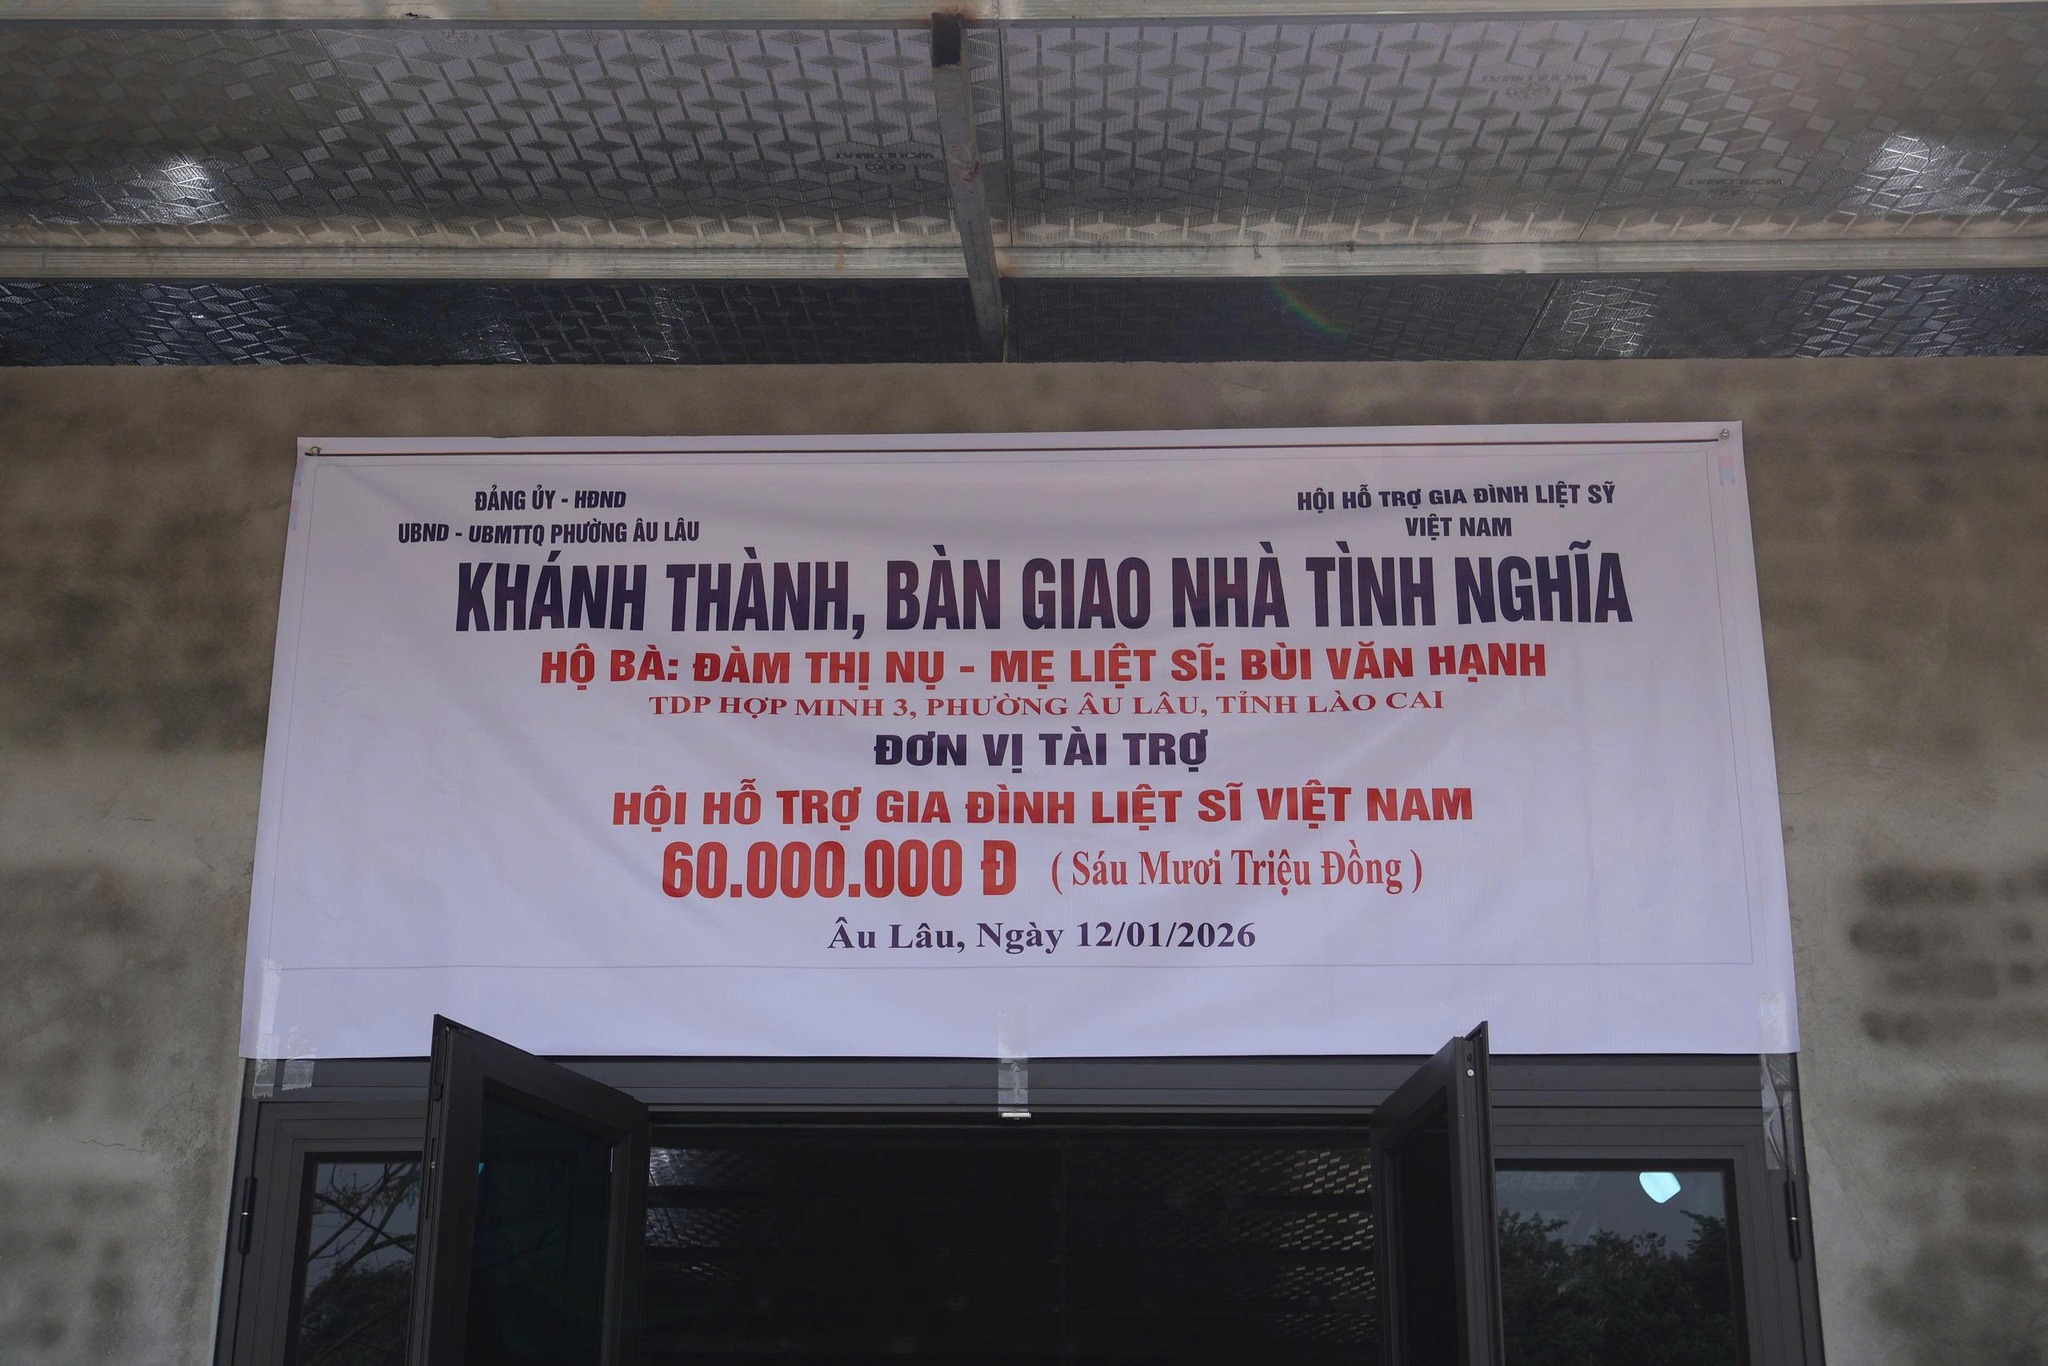 ĐẢNG ỦY - HĐND
UBND - UBMTTQ PHƯỜNG ÂU LÂU
HỘI HỖ TRỢ GIA ĐÌNH LIỆT SỸ
VIỆT NAM
KHÁNH THÀNH, BÀN GIAO NHÀ TÌNH NGHĨA
HỘ BÀ: ĐÀM THỊ NỤ - MẸ LIỆT SĨ: BÙI VĂN HẠNH
TDP HỢP MINH 3, PHƯỜNG ÂU LÂU, TỈNH LÀO CAI
ĐƠN VỊ TÀI TRỢ
HỘI HỖ TRỢ GIA ĐÌNH LIỆT SĨ VIỆT NAM
60.000.000 Đ ( Sáu Mươi Triệu Đồng )
Âu Lâu, Ngày 12/01/2026